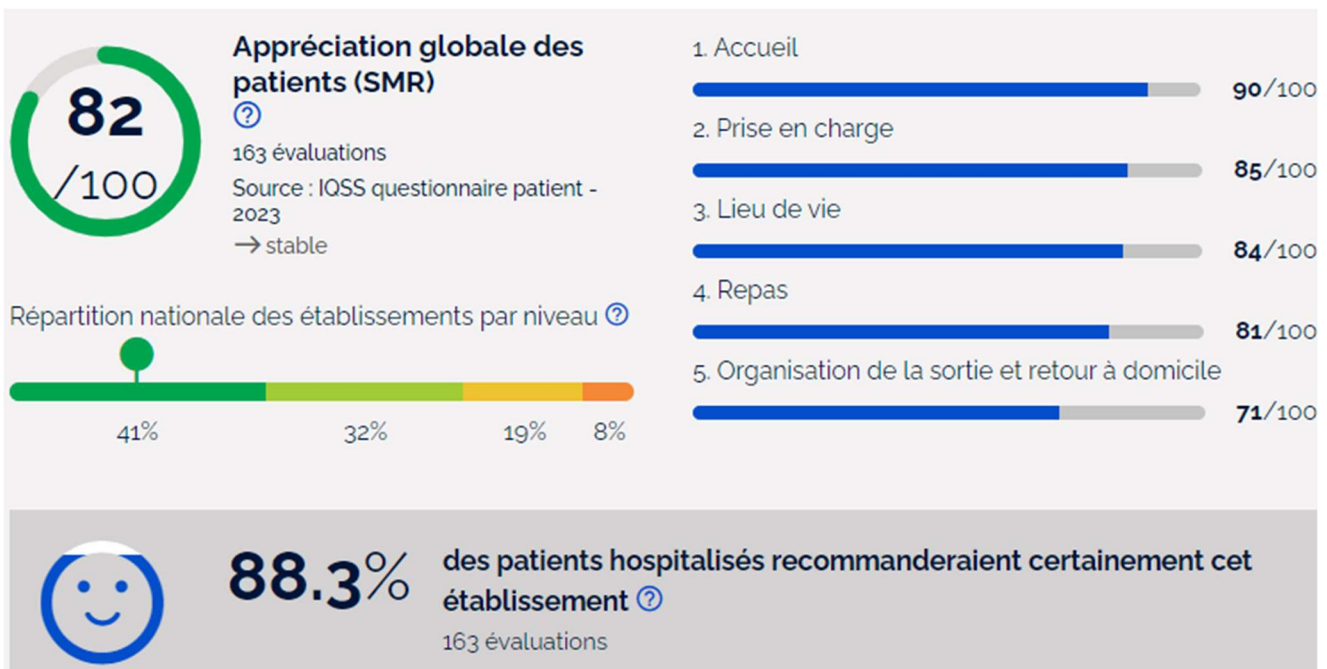 82
/100
Appréciation globale des
patients (SMR)
?
163 évaluations
Source : IQSS questionnaire patient -
2023
→ stable
Répartition nationale des établissements par niveau ?
41% 32% 19% 8%
1. Accueil
90/100
2. Prise en charge
85/100
3. Lieu de vie
84/100
4. Repas
81/100
5. Organisation de la sortie et retour à domicile
71/100
88.3%
des patients hospitalisés recommanderaient certainement cet
établissement ?
163 évaluations